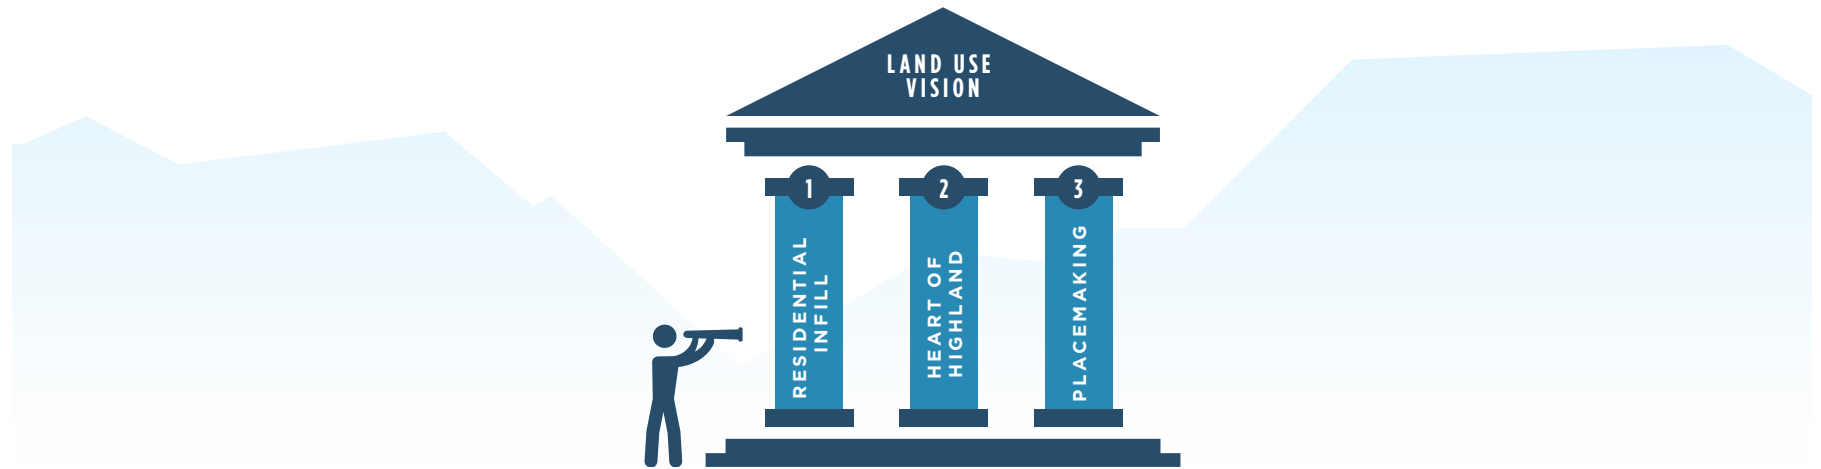 LAND USE
VISION
1
RESIDENTIAL
INFILL
2
HEART OF
HIGHLAND
3
PLACEMAKING